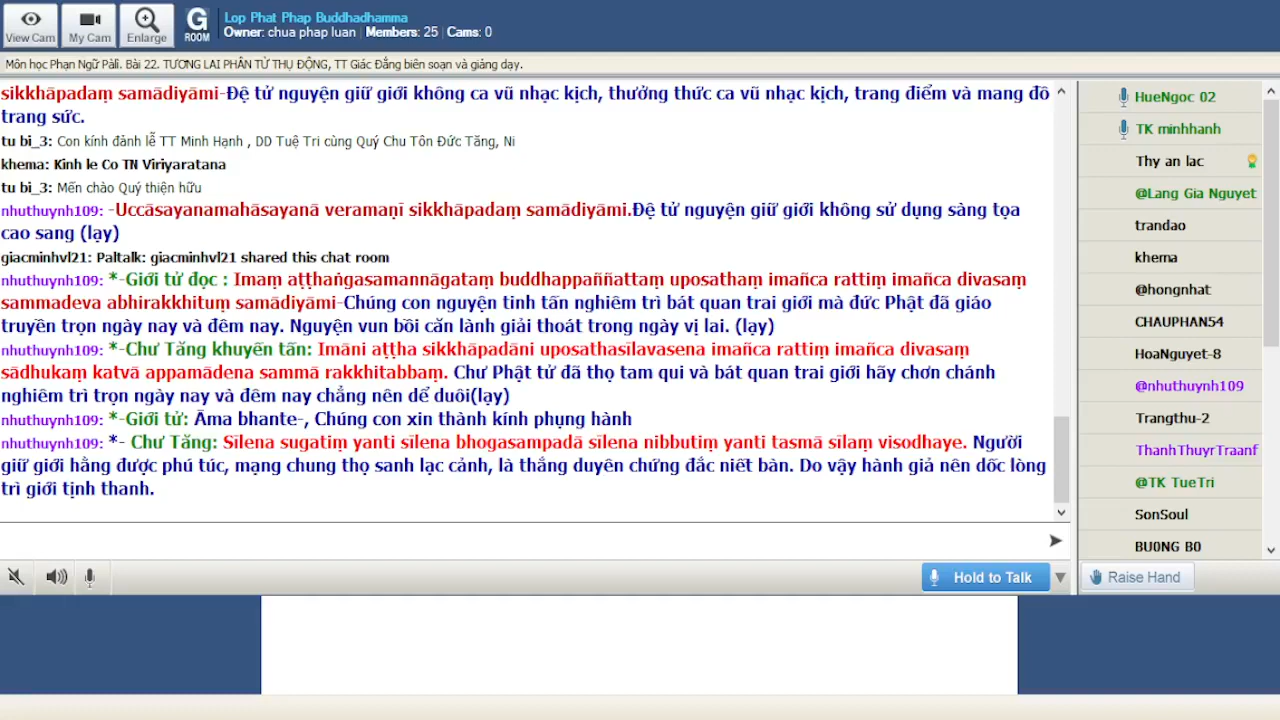 View Cam
My Cam
Enlarge
G
ROOM
Lop Phat Phap Buddhadhamma
Owner: chua phap luan | Members: 25 | Cams: 0
Môn học Phạn Ngữ Pāli. Bài 22. TƯƠNG LAI PHÂN TỪ THỤ ĐỘNG, TT Giác Đẳng biên soạn và giảng dạy.
sikkhāpadaṃ samādiyāmi-Đệ tử nguyện giữ giới không ca vũ nhạc kịch, thưởng thức ca vũ nhạc kịch, trang điểm và mang đồ
trang sức.
tu bi_3: Con kính đảnh lễ TT Minh Hạnh , DD Tuệ Tri cùng Quý Chu Tôn Đức Tăng, Ni
khema: Kinh le Co TN Viriyaratana
tu bi_3: Mến chào Quý thiện hữu
nhuthuynh109: -Uccāsayanamahāsayanā veramaṇī sikkhāpadaṃ samādiyāmi.Đệ tử nguyện giữ giới không sử dụng sàng tọa
cao sang (lạy)
giacminhvl21: Paltalk: giacminhvl21 shared this chat room
nhuthuynh109: *-Giới tử đọc : Imaṃ aṭṭhaṅgasamannāgataṃ buddhappaññattaṃ uposathaṃ imañca rattiṃ imañca divasaṃ
sammadeva abhirakkhituṃ samādiyāmi-Chúng con nguyện tinh tấn nghiêm trì bát quan trai giới mà đức Phật đã giáo
truyền trọn ngày nay và đêm nay. Nguyện vun bồi căn lành giải thoát trong ngày vị lai. (lạy)
nhuthuynh109: *-Chư Tăng khuyến tấn: Imāni aṭṭha sikkhāpadāni uposathasīlavasena imañca rattiṃ imañca divasaṃ
sādhukaṃ katvā appamādena sammā rakkhitabbaṃ. Chư Phật tử đã thọ tam qui và bát quan trai giới hãy chơn chánh
nghiêm trì trọn ngày nay và đêm nay chẳng nên dể duôi(lạy)
nhuthuynh109: *-Giới tử: Āma bhante-, Chúng con xin thành kính phụng hành
nhuthuynh109: *- Chư Tăng: Sīlena sugatiṃ yanti sīlena bhogasampadā sīlena nibbutiṃ yanti tasmā sīlaṃ visodhaye. Người
giữ giới hằng được phú túc, mạng chung thọ sanh lạc cảnh, là thắng duyên chứng đắc niết bàn. Do vậy hành giả nên dốc lòng
trì giới tịnh thanh.
HueNgoc 02
TK minhhanh
Thy an lac
@Lang Gia Nguyet
trandao
khema
@hongnhat
CHAUPHAN54
HoaNguyet-8
@nhuthuynh109
Trangthu-2
ThanhThuyrTraanf
@TK TueTri
SonSoul
BU0NG B0
Hold to Talk
Raise Hand